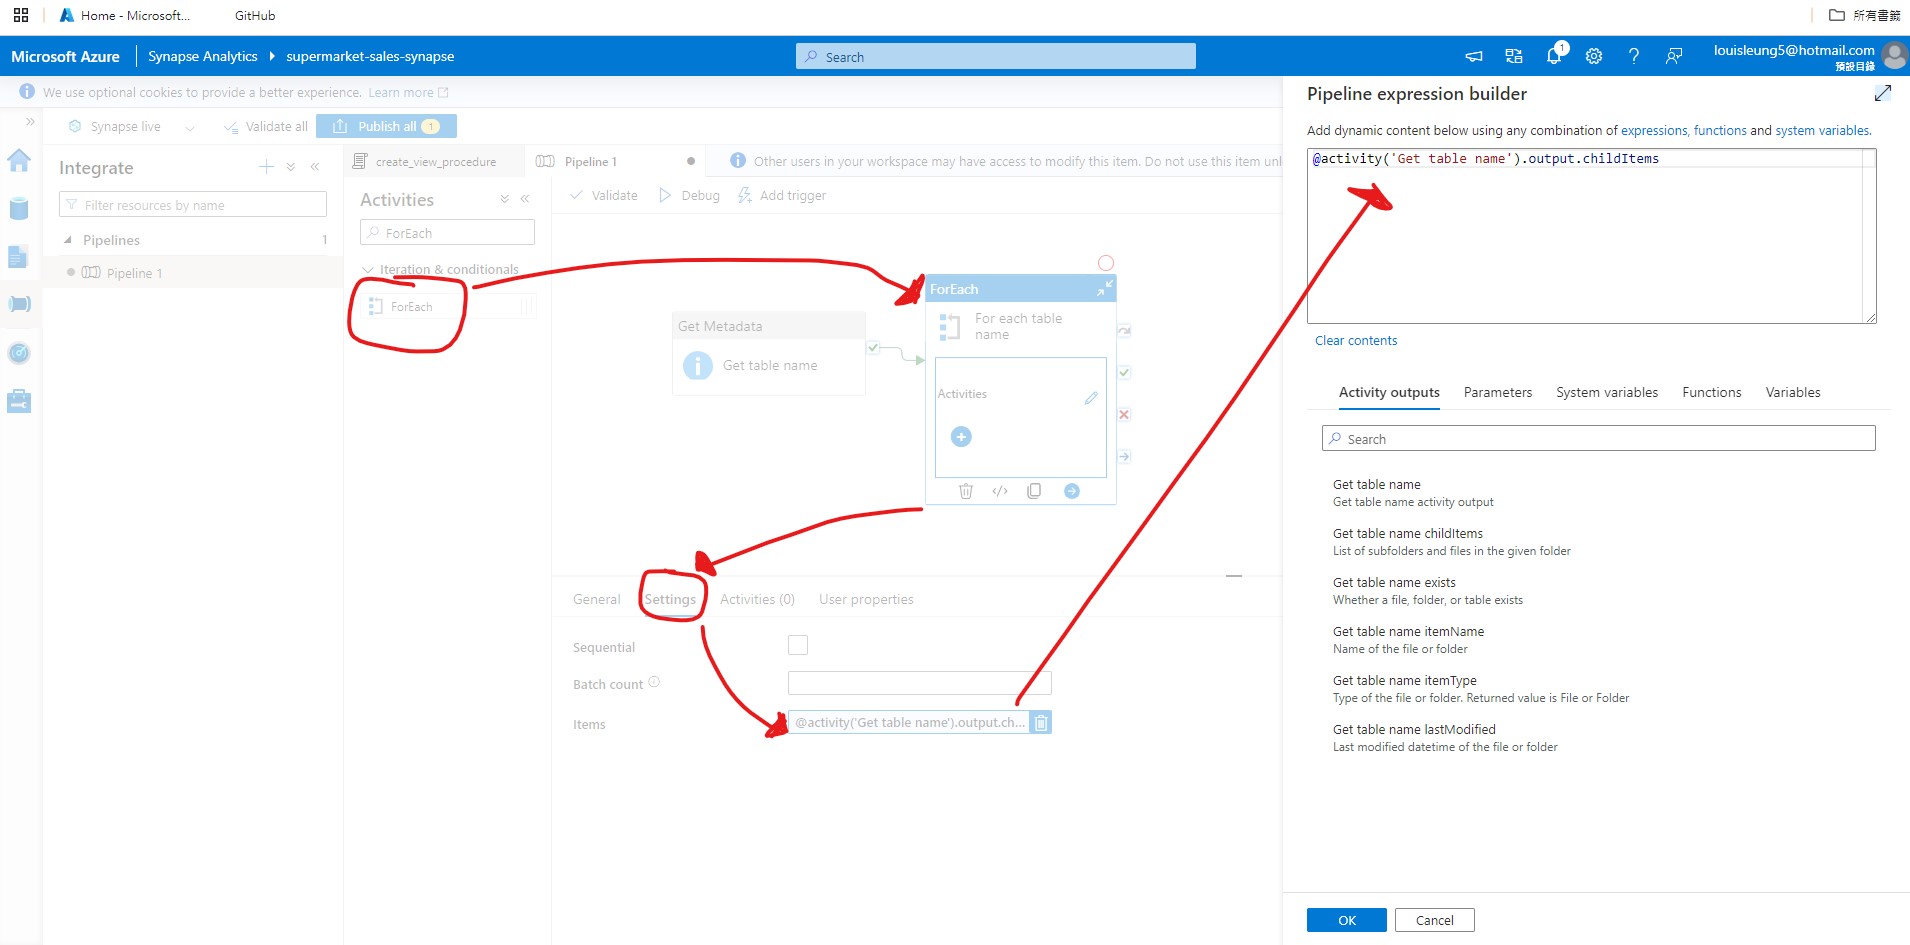 Home - Microsoft...
GitHub
所有書籤
Microsoft Azure
Synapse Analytics
supermarket-sales-synapse
Search
1
louisleung5@hotmail.com
預設目錄
We use optional cookies to provide a better experience. Learn more
Synapse live
Validate all
Publish all 1
Integrate
Filter resources by name
Pipelines 1
Pipeline 1
create_view_procedure
Pipeline 1
Other users in your workspace may have access to modify this item. Do not use this item unl
Activities
ForEach
Iteration & conditionals
ForEach
Validate
Debug
Add trigger
Get Metadata
Get table name
ForEach
For each table
name
Activities
General
Settings
Activities (0)
User properties
Sequential
Batch count
Items
@activity('Get table name').output.ch...
Pipeline expression builder
Add dynamic content below using any combination of expressions, functions and system variables.
@activity('Get table name').output.childItems
Clear contents
Activity outputs
Parameters
System variables
Functions
Variables
Search
Get table name
Get table name activity output
Get table name childItems
List of subfolders and files in the given folder
Get table name exists
Whether a file, folder, or table exists
Get table name itemName
Name of the file or folder
Get table name itemType
Type of the file or folder. Returned value is File or Folder
Get table name lastModified
Last modified datetime of the file or folder
OK
Cancel